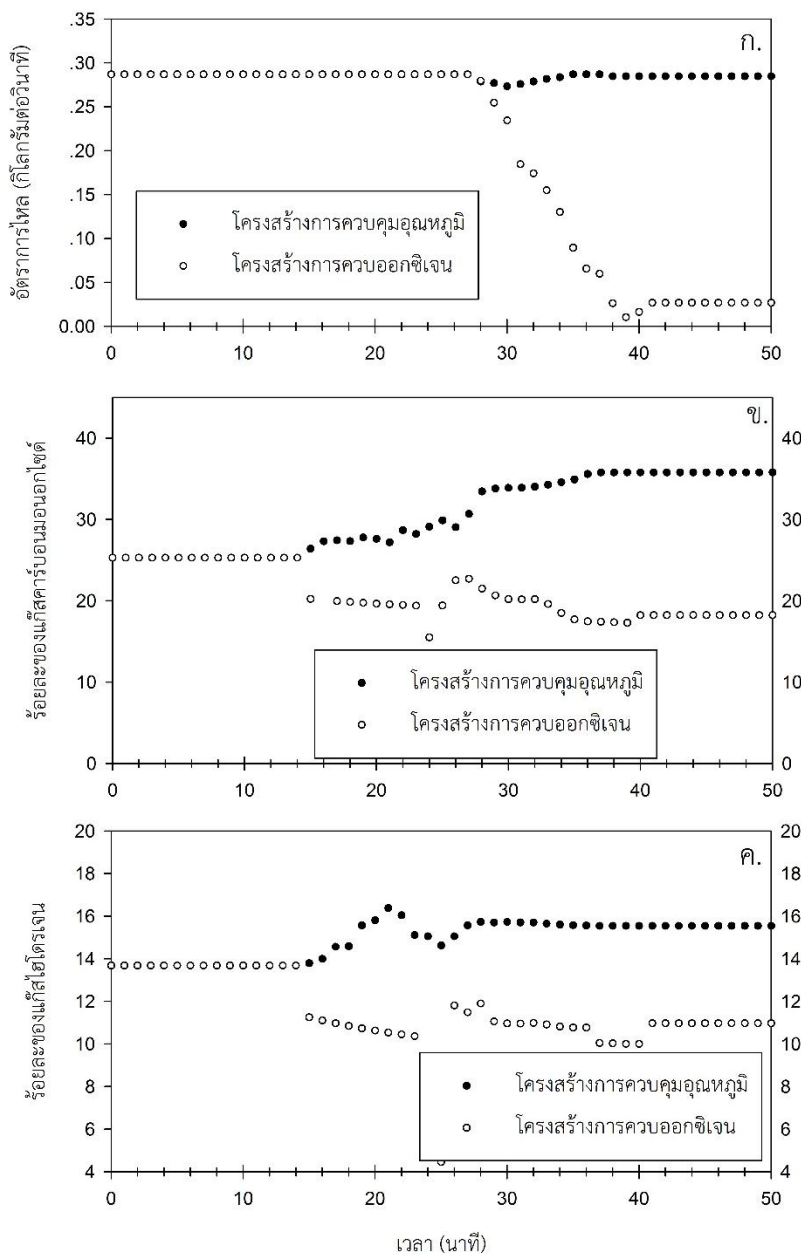 .35
.30
.25
.20
.15
.10
.05
0.00
อัตราการไหล (กิโลกรัมต่อวินาที)
ก.
โครงสร้างการควบคุมอุณหภูมิ
โครงสร้างการควบออกซิเจน
0 10 20 30 40 50
ร้อยละของแก๊สคาร์บอนมอนอกไซด์
ข.
40 40
30 30
20 20
10 10
0 0
โครงสร้างการควบคุมอุณหภูมิ
โครงสร้างการควบออกซิเจน
0 10 20 30 40 50
ร้อยละของแก๊สไฮโดรเจน
ค.
20 20
18 18
16 16
14 14
12 12
10 10
8 8
6 6
4 4
โครงสร้างการควบคุมอุณหภูมิ
โครงสร้างการควบออกซิเจน
0 10 20 30 40 50
เวลา (นาที)